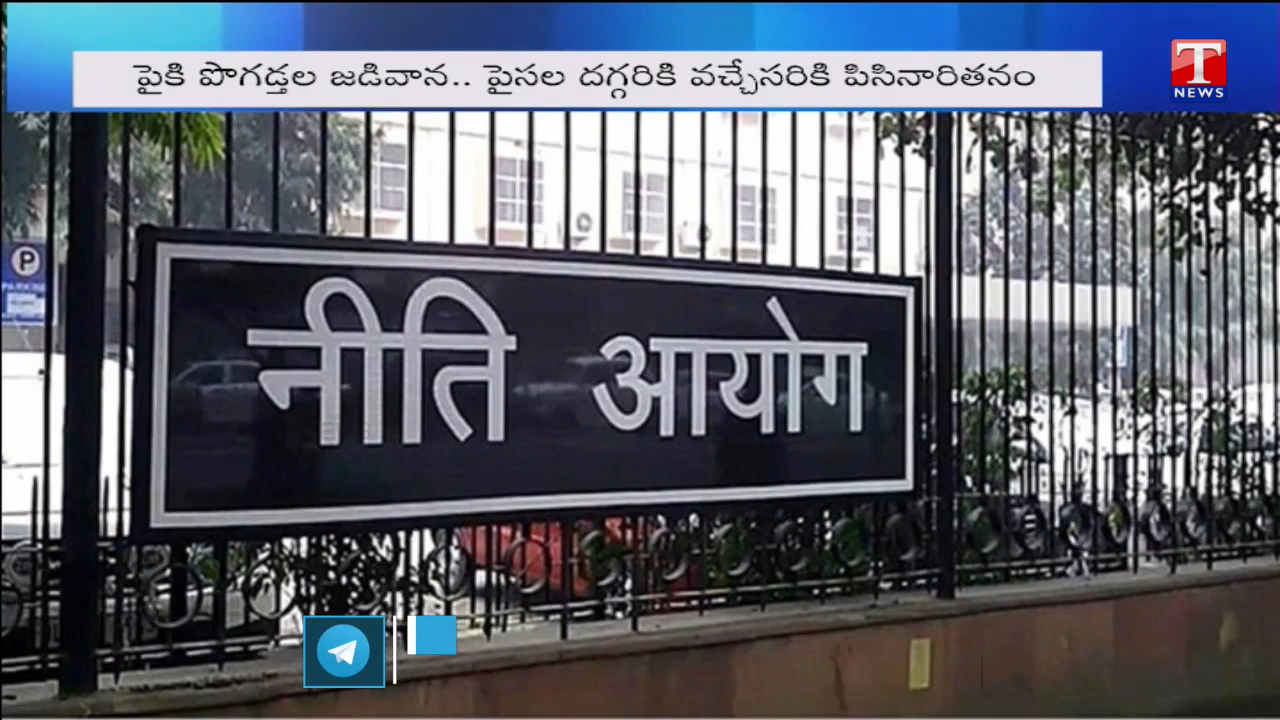 పైకి పొగడ్తల జడివాన.. పైసల దగ్గరికి వచ్చేసరికి పిసినారితనం
T
NEWS
P
नीति आयोग